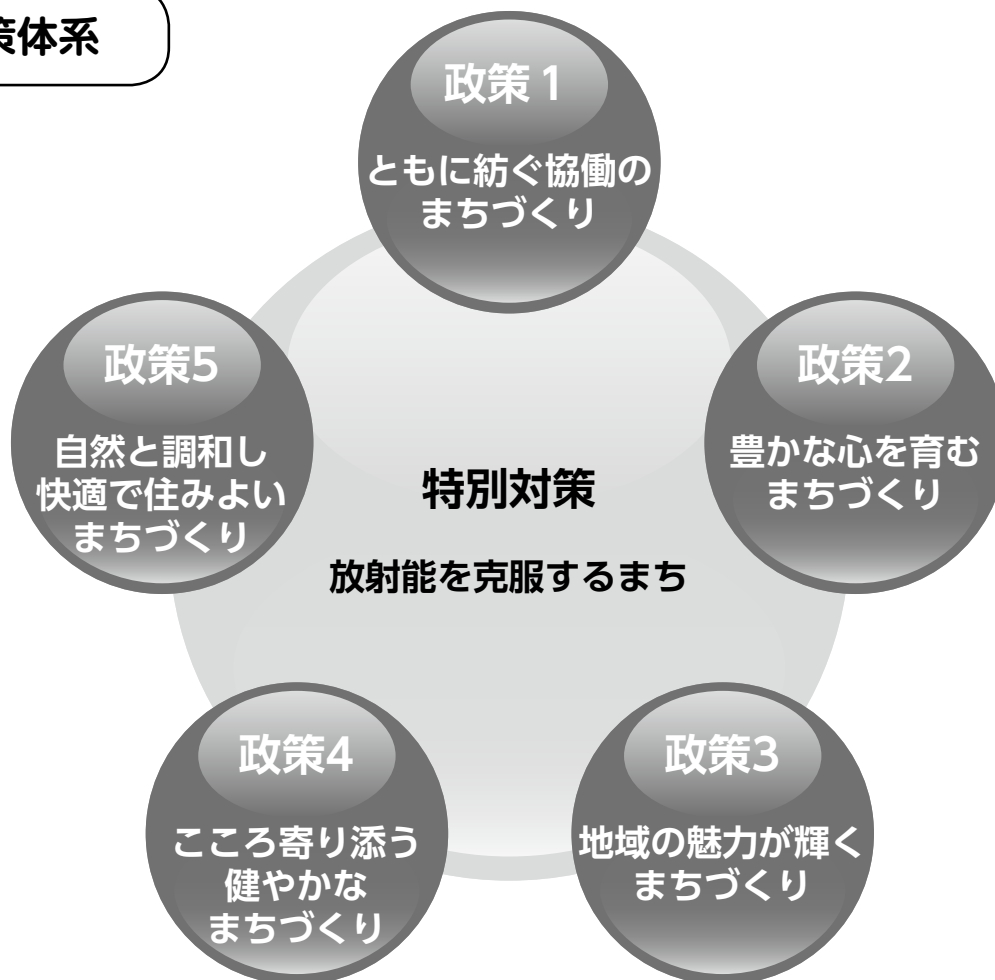 策体系
政策1
ともに紡ぐ協働の
まちづくり
政策2
豊かな心を育む
まちづくり
政策3
地域の魅力が輝く
まちづくり
政策4
こころ寄り添う
健やかな
まちづくり
政策5
自然と調和し
快適で住みよい
まちづくり
特別対策
放射能を克服するまち